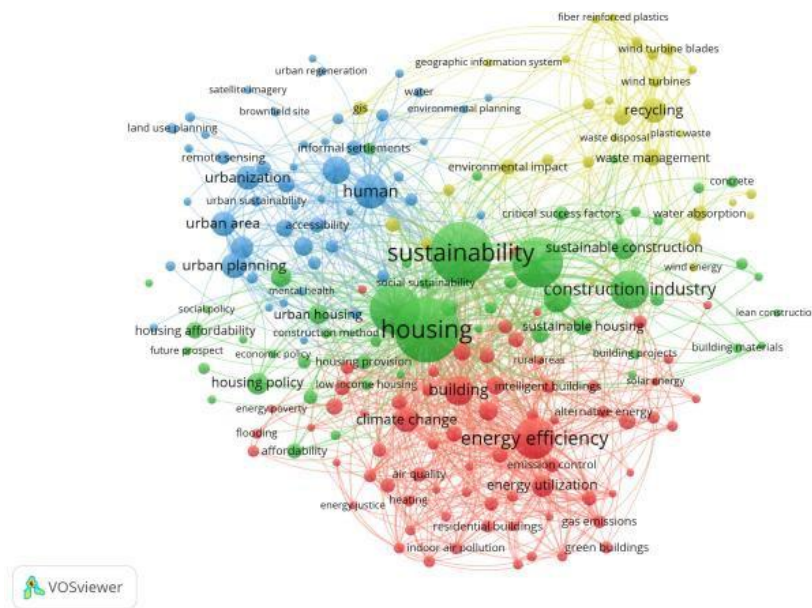 fiber reinforced plastics
wind turbine blades
geographic information system
urban regeneration
wind turbines
satellite imagery
water
gis
recycling
brownfield site
environmental planning
land use planning
waste disposal
plastic waste
informal settlements
remote sensing
environmental impact
waste management
urbanization
human
concrete
urban sustainability
critical success factors
water absorption
urban area
accessibility
sustainability
sustainable construction
urban planning
wind energy
social sustainability
mental health
construction industry
social policy
urban housing
housing
lean constructio
housing affordability
construction method
sustainable housing
building materials
future prospect
economic policy
housing provision
rural areas
building projects
housing policy
low income housing
building
intelligent buildings
solar energy
energy poverty
climate change
alternative energy
flooding
energy efficiency
affordability
emission control
air quality
energy utilization
energy justice
heating
residential buildings
gas emissions
indoor air pollution
green buildings
VOSviewer